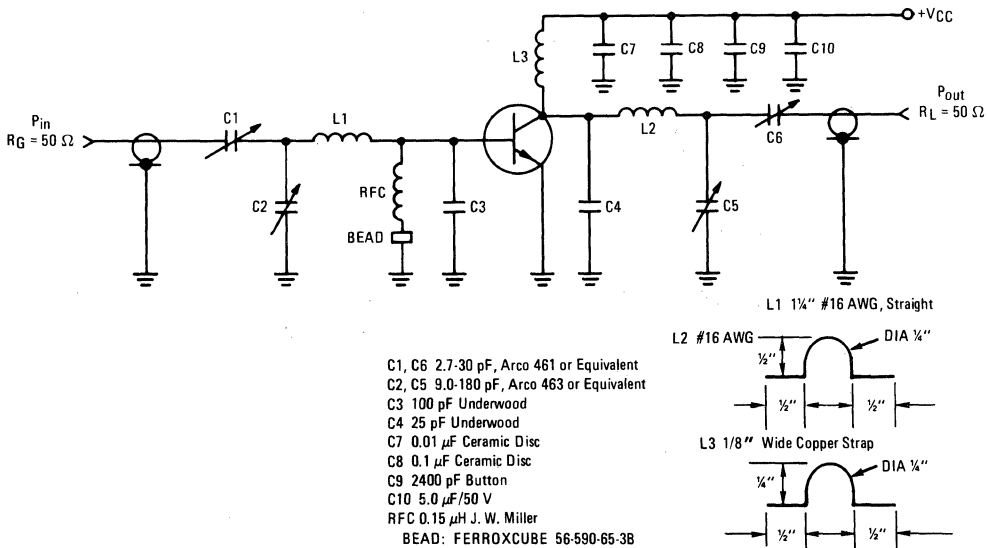 +VCC
L3
C7
C8
C9
C10
Pin
RG = 50 Ω
C1
L1
L2
C6
Pout
RL = 50 Ω
RFC
C2
C3
C4
C5
BEAD
L1 1¼" #16 AWG, Straight
L2 #16 AWG
DIA ¼"
½"
½"
½"
L3 1/8" Wide Copper Strap
DIA ¼"
¼"
½"
½"
C1, C6 2.7-30 pF, Arco 461 or Equivalent
C2, C5 9.0-180 pF, Arco 463 or Equivalent
C3 100 pF Underwood
C4 25 pF Underwood
C7 0.01 μF Ceramic Disc
C8 0.1 μF Ceramic Disc
C9 2400 pF Button
C10 5.0 μF/50 V
RFC 0.15 μH J. W. Miller
BEAD: FERROXCUBE 56-590-65-3B